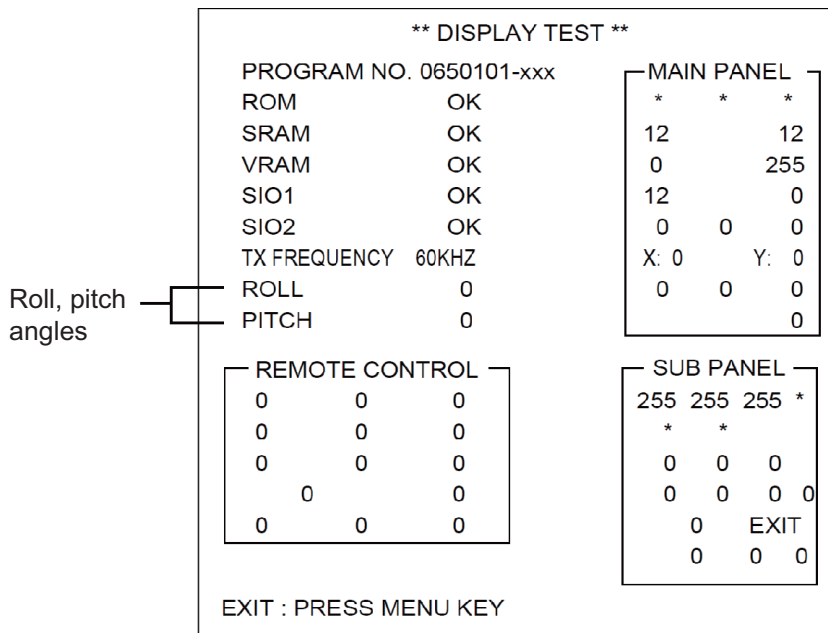 ** DISPLAY TEST **
PROGRAM NO. 0650101-xxx
ROM OK
SRAM OK
VRAM OK
SIO1 OK
SIO2 OK
TX FREQUENCY 60KHZ
ROLL 0
PITCH 0
Roll, pitch
angles
MAIN PANEL
* * *
12 12
0 255
12 0
0 0 0
X: 0 Y: 0
0 0 0
0
REMOTE CONTROL
0 0 0
0 0 0
0 0 0
0 0
0 0 0
SUB PANEL
255 255 255 *
* *
0 0 0
0 0 0 0
0 EXIT
0 0 0
EXIT : PRESS MENU KEY